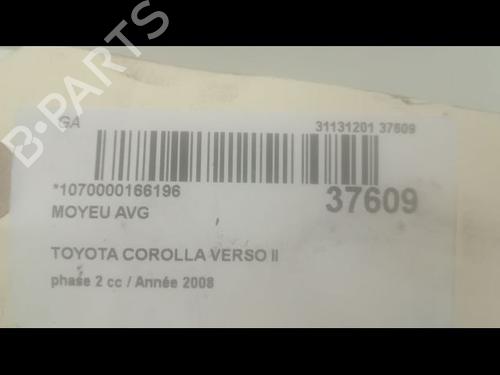 B-PARTS
GA
31131201 37609
*1070000166196
37609
MOYEU AVG
TOYOTA COROLLA VERSO II
phase 2 cc / Année 2008